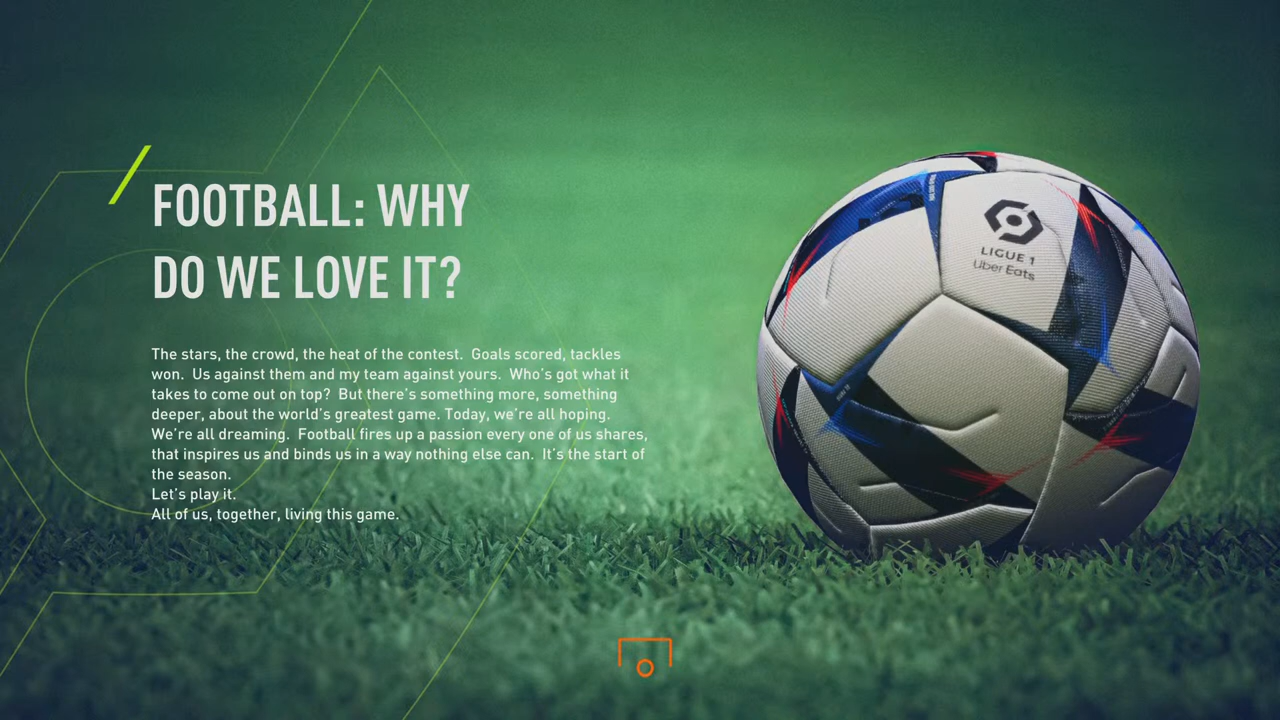 FOOTBALL: WHY
DO WE LOVE IT?
The stars, the crowd, the heat of the contest.  Goals scored, tackles
won.  Us against them and my team against yours.  Who's got what it
takes to come out on top?  But there's something more, something
deeper, about the world's greatest game. Today, we're all hoping.
We're all dreaming.  Football fires up a passion every one of us shares,
that inspires us and binds us in a way nothing else can.  It's the start of
the season.
Let's play it.
All of us, together, living this game.
LIGUE 1
Uber Eats